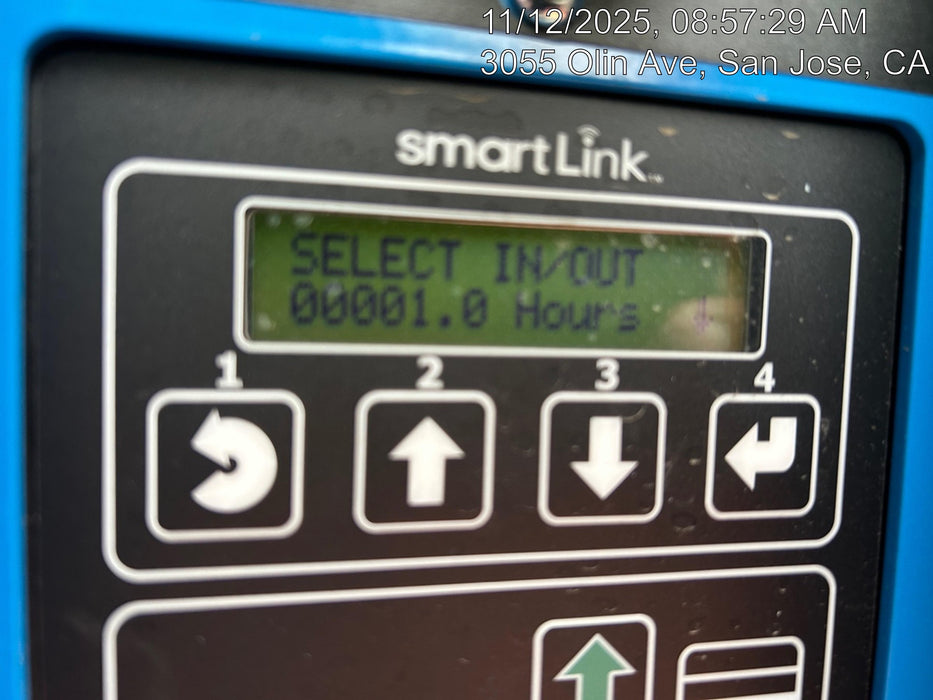 11/12/2025, 08:57:29 AM
3055 Olin Ave, San Jose, CA
smartLink™
SELECT IN/OUT
00001.0 Hours
1 2 3 4